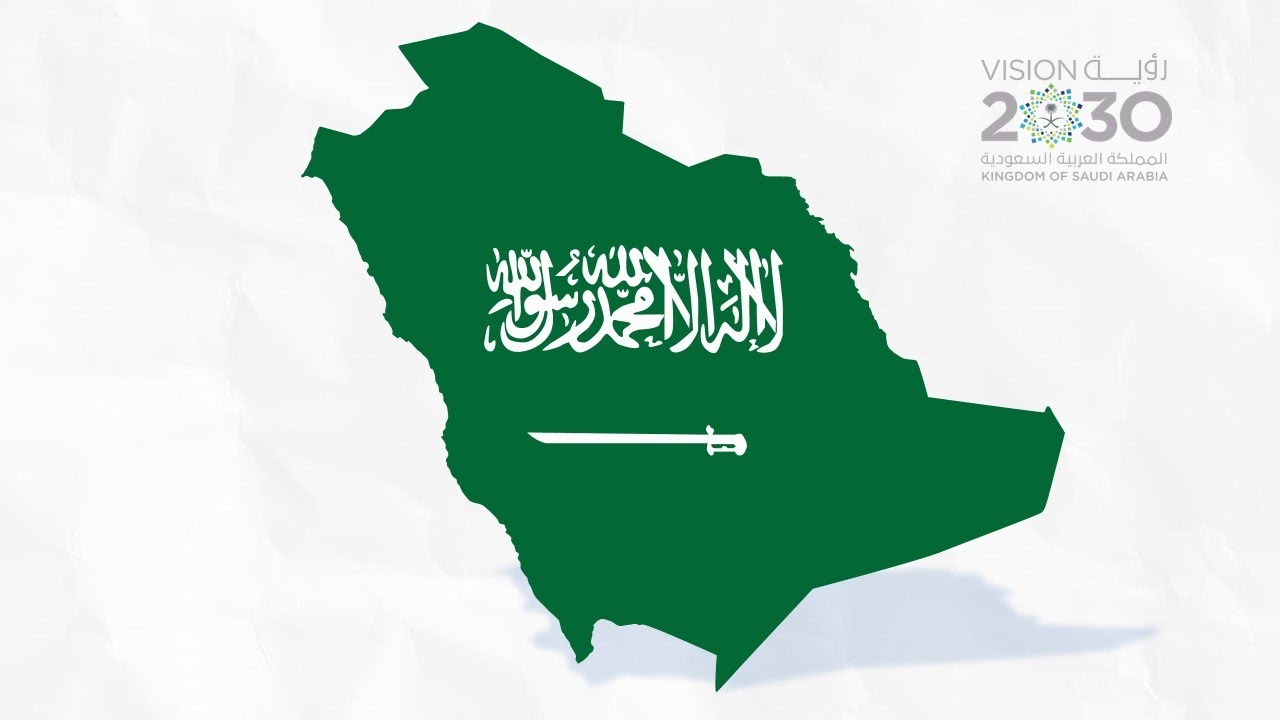 VISION رؤيـــة
2030
المملكة العربية السعودية
KINGDOM OF SAUDI ARABIA
لا إله إلا الله محمد رسول الله